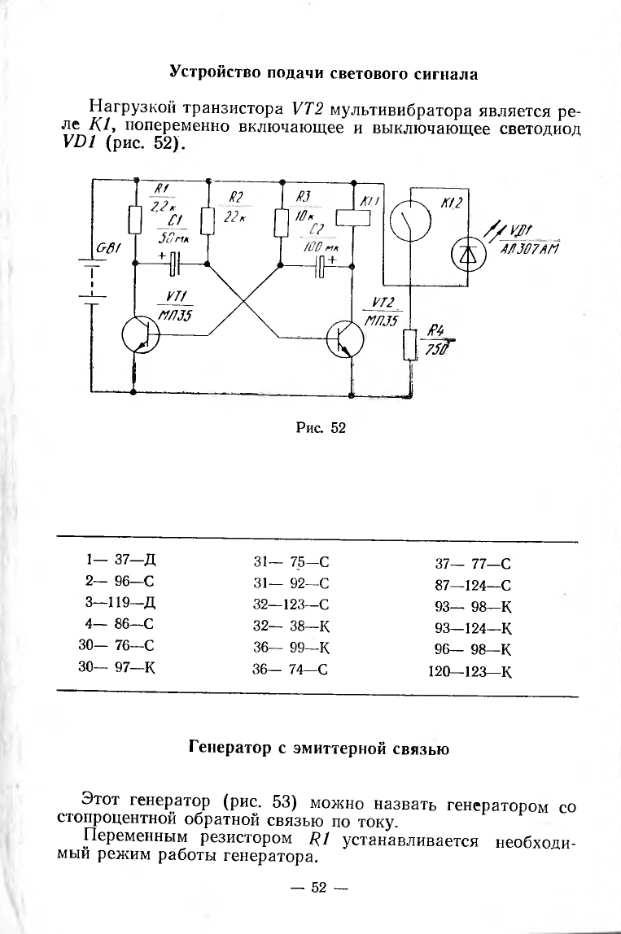 Устройство подачи светового сигнала
Нагрузкой транзистора VT2 мультивибратора является ре-
ле K1, попеременно включающее и выключающее светодиод
VD1 (рис. 52).
R1
2,2к
C1
50мк
R2
22к
R3
10к
C2
100 мк
K1.1
K1.2
VD1
АЛ307АМ
GB1
+
+
VT1
МП35
VT2
МП35
R4
750
Рис. 52
1— 37—Д
2— 96—С
3—119—Д
4— 86—С
30— 76—С
30— 97—К
31— 75—С
31— 92—С
32—123—С
32— 38—К
36— 99—К
36— 74—С
37— 77—С
87—124—С
93— 98—К
93—124—К
96— 98—К
120—123—К
Генератор с эмиттерной связью
Этот генератор (рис. 53) можно назвать генератором со
стопроцентной обратной связью по току.
Переменным резистором R1 устанавливается необходи-
мый режим работы генератора.
— 52 —